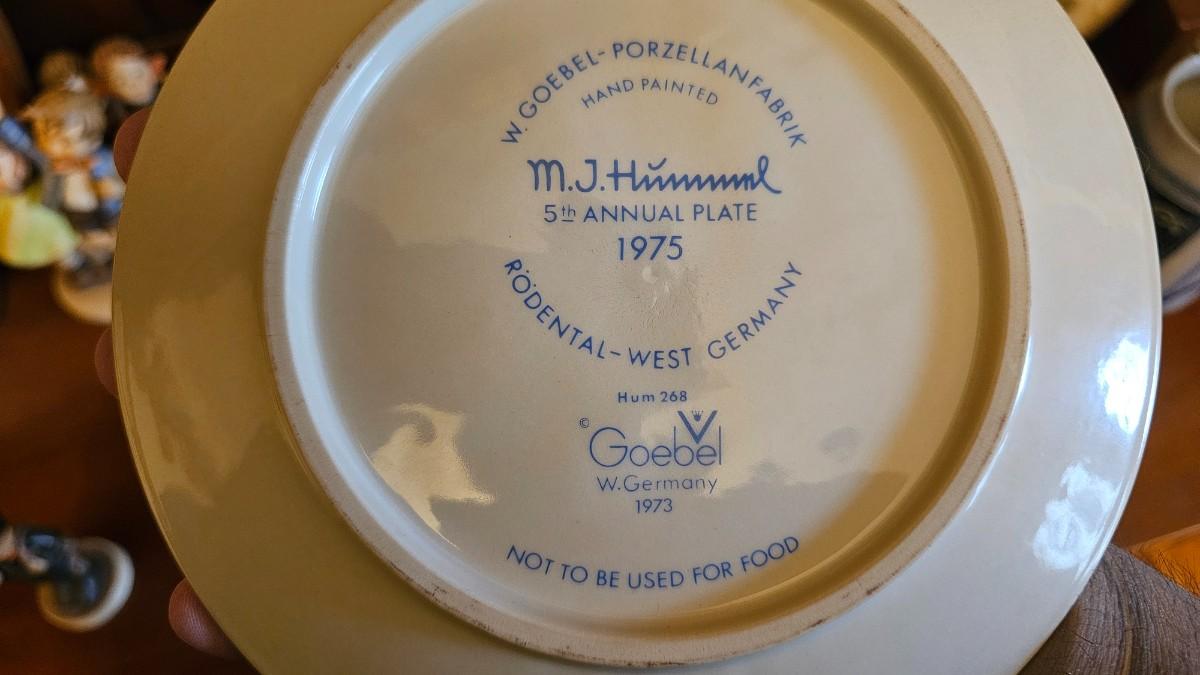 W. GOEBEL-PORZELLANFABRIK
HAND PAINTED
M.J.Hümmel
5th ANNUAL PLATE
1975
RÖDENTAL-WEST GERMANY
Hum 268
© Goebel
W.Germany
1973
NOT TO BE USED FOR FOOD